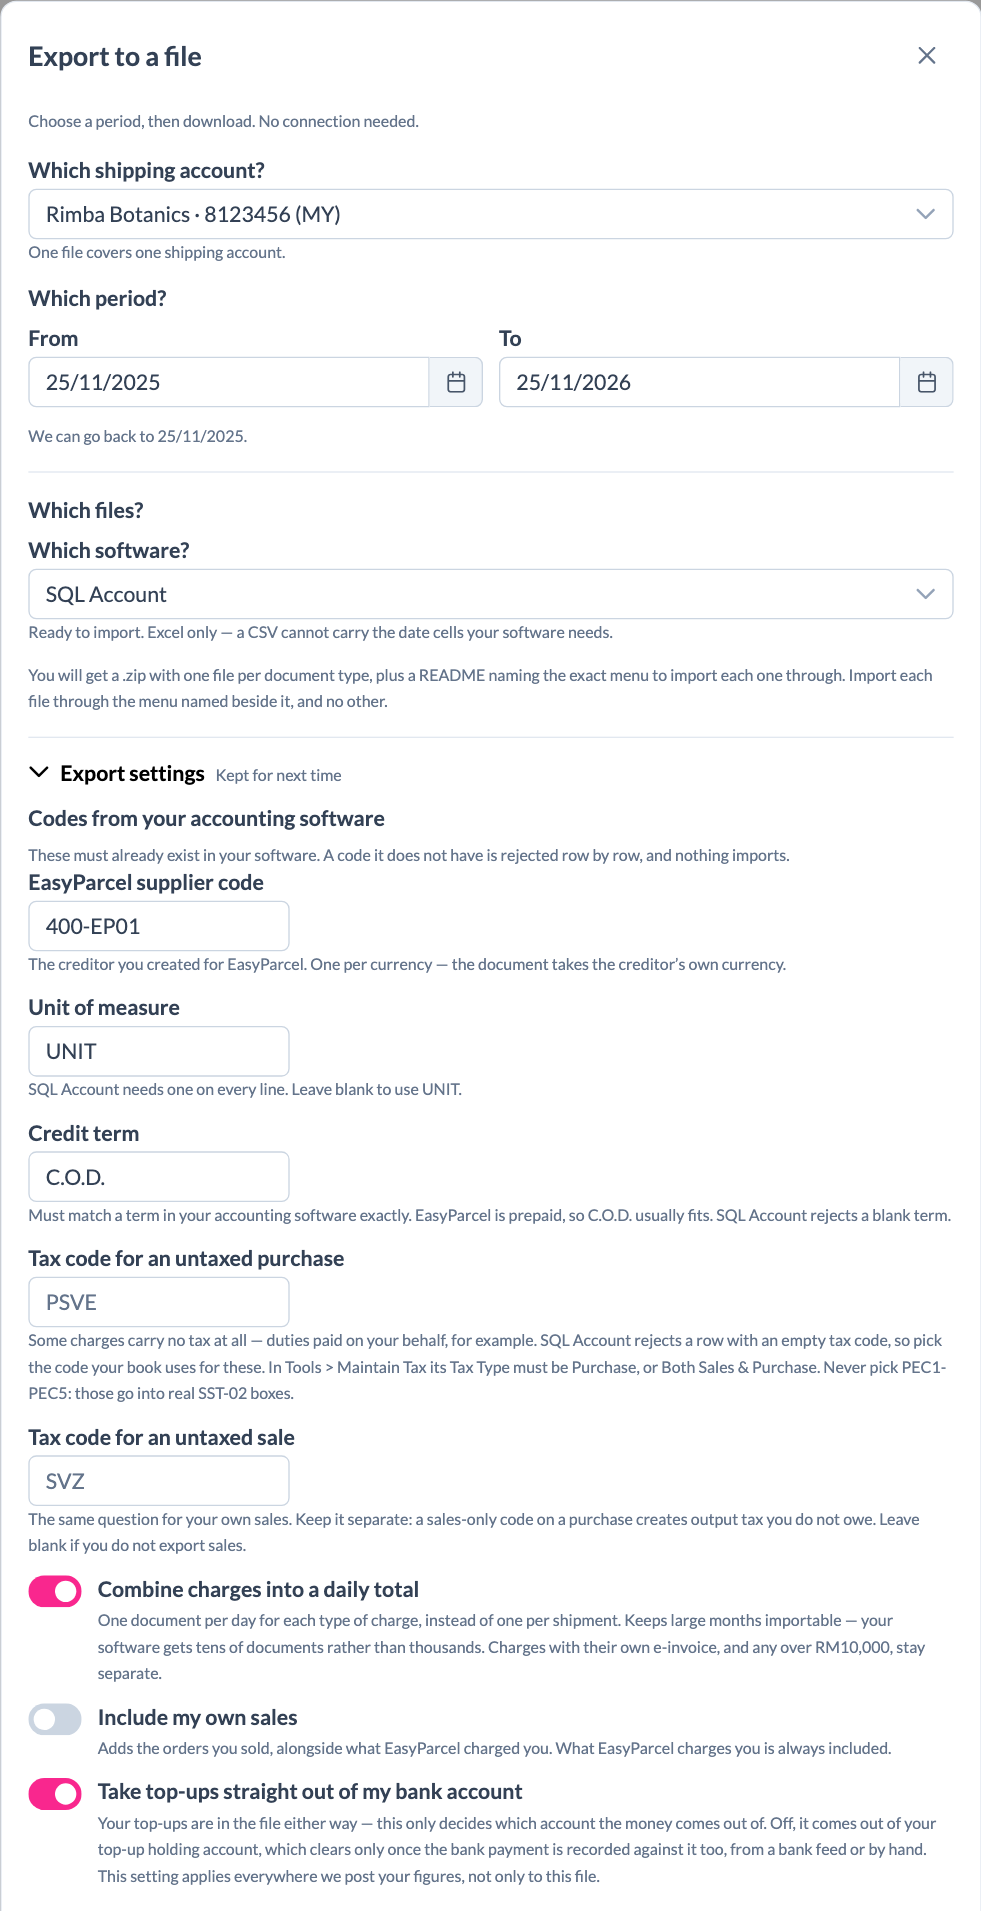 Export to a file
Choose a period, then download. No connection needed.
Which shipping account?
Rimba Botanics · 8123456 (MY)
One file covers one shipping account.
Which period?
From
To
25/11/2025
25/11/2026
We can go back to 25/11/2025.
Which files?
Which software?
SQL Account
Ready to import. Excel only — a CSV cannot carry the date cells your software needs.
You will get a .zip with one file per document type, plus a README naming the exact menu to import each one through. Import each
file through the menu named beside it, and no other.
Export settings Kept for next time
Codes from your accounting software
These must already exist in your software. A code it does not have is rejected row by row, and nothing imports.
EasyParcel supplier code
400-EP01
The creditor you created for EasyParcel. One per currency — the document takes the creditor's own currency.
Unit of measure
UNIT
SQL Account needs one on every line. Leave blank to use UNIT.
Credit term
C.O.D.
Must match a term in your accounting software exactly. EasyParcel is prepaid, so C.O.D. usually fits. SQL Account rejects a blank term.
Tax code for an untaxed purchase
PSVE
Some charges carry no tax at all — duties paid on your behalf, for example. SQL Account rejects a row with an empty tax code, so pick
the code your book uses for these. In Tools > Maintain Tax its Tax Type must be Purchase, or Both Sales & Purchase. Never pick PEC1-
PEC5: those go into real SST-02 boxes.
Tax code for an untaxed sale
SVZ
The same question for your own sales. Keep it separate: a sales-only code on a purchase creates output tax you do not owe. Leave
blank if you do not export sales.
Combine charges into a daily total
One document per day for each type of charge, instead of one per shipment. Keeps large months importable — your
software gets tens of documents rather than thousands. Charges with their own e-invoice, and any over RM10,000, stay
separate.
Include my own sales
Adds the orders you sold, alongside what EasyParcel charged you. What EasyParcel charges you is always included.
Take top-ups straight out of my bank account
Your top-ups are in the file either way — this only decides which account the money comes out of. Off, it comes out of your
top-up holding account, which clears only once the bank payment is recorded against it too, from a bank feed or by hand.
This setting applies everywhere we post your figures, not only to this file.